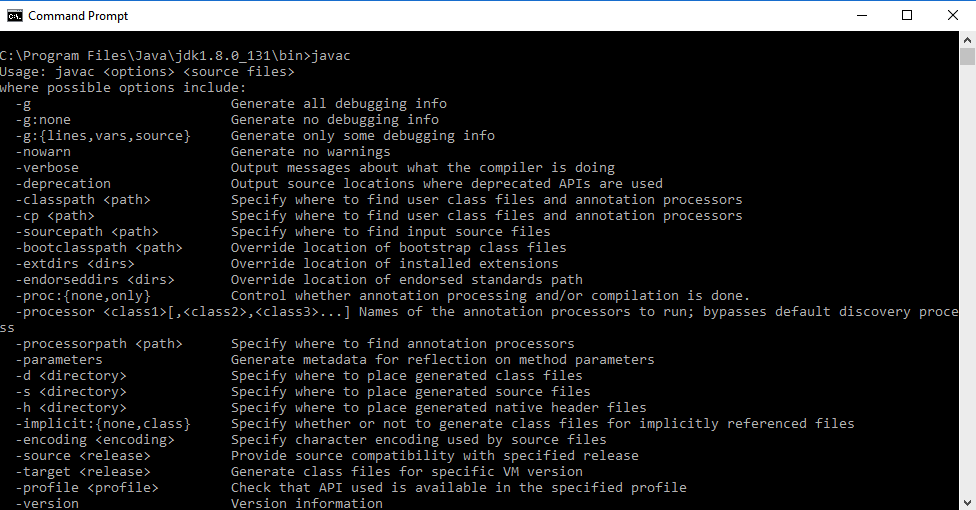 Command Prompt
C:\Program Files\Java\jdk1.8.0_131\bin>javac
Usage: javac <options> <source files>
where possible options include:
  -g                         Generate all debugging info
  -g:none                    Generate no debugging info
  -g:{lines,vars,source}     Generate only some debugging info
  -nowarn                    Generate no warnings
  -verbose                   Output messages about what the compiler is doing
  -deprecation               Output source locations where deprecated APIs are used
  -classpath <path>          Specify where to find user class files and annotation processors
  -cp <path>                 Specify where to find user class files and annotation processors
  -sourcepath <path>         Specify where to find input source files
  -bootclasspath <path>      Override location of bootstrap class files
  -extdirs <dirs>            Override location of installed extensions
  -endorseddirs <dirs>       Override location of endorsed standards path
  -proc:{none,only}          Control whether annotation processing and/or compilation is done.
  -processor <class1>[,<class2>,<class3>...] Names of the annotation processors to run; bypasses default discovery proce
ss
  -processorpath <path>      Specify where to find annotation processors
  -parameters                Generate metadata for reflection on method parameters
  -d <directory>             Specify where to place generated class files
  -s <directory>             Specify where to place generated source files
  -h <directory>             Specify where to place generated native header files
  -implicit:{none,class}     Specify whether or not to generate class files for implicitly referenced files
  -encoding <encoding>       Specify character encoding used by source files
  -source <release>          Provide source compatibility with specified release
  -target <release>          Generate class files for specific VM version
  -profile <profile>         Check that API used is available in the specified profile
  -version                   Version information